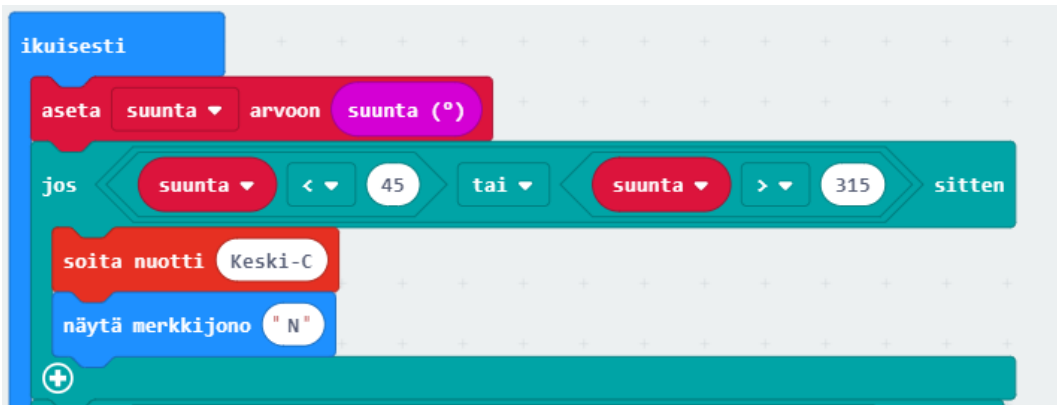 ikuisesti
aseta suunta arvoon suunta (°)
jos suunta < 45 tai suunta > 315 sitten
soita nuotti Keski-C
näytä merkkijono "N"